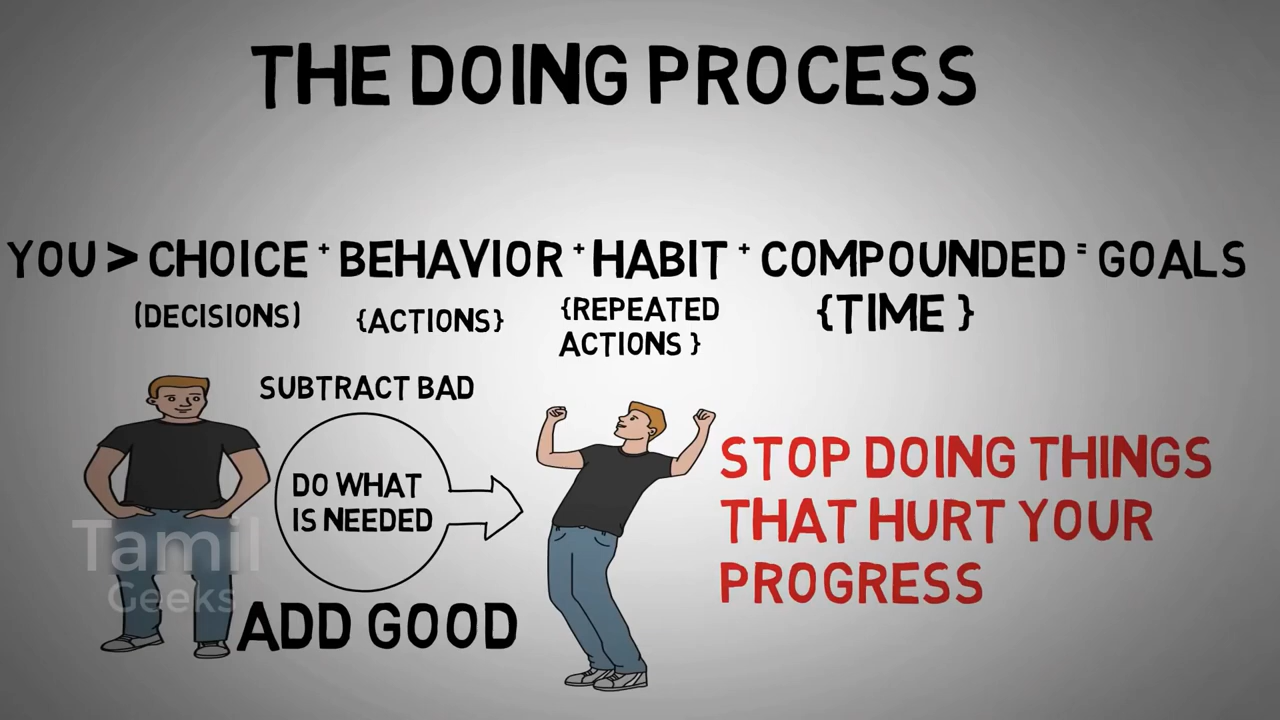 THE DOING PROCESS
YOU > CHOICE + BEHAVIOR + HABIT + COMPOUNDED = GOALS
(DECISIONS) {ACTIONS} {REPEATED {TIME }
ACTIONS }
SUBTRACT BAD
DO WHAT
IS NEEDED
ADD GOOD
STOP DOING THINGS
THAT HURT YOUR
PROGRESS
Tamil
Geeks